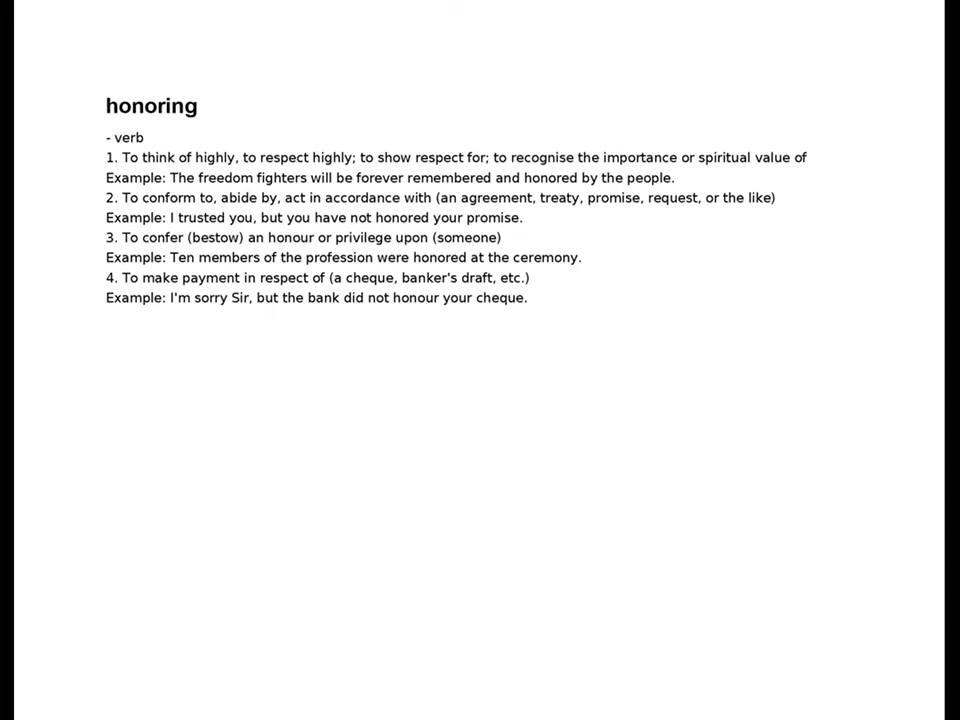 honoring
- verb
1. To think of highly, to respect highly; to show respect for; to recognise the importance or spiritual value of
Example: The freedom fighters will be forever remembered and honored by the people.
2. To conform to, abide by, act in accordance with (an agreement, treaty, promise, request, or the like)
Example: I trusted you, but you have not honored your promise.
3. To confer (bestow) an honour or privilege upon (someone)
Example: Ten members of the profession were honored at the ceremony.
4. To make payment in respect of (a cheque, banker's draft, etc.)
Example: I'm sorry Sir, but the bank did not honour your cheque.